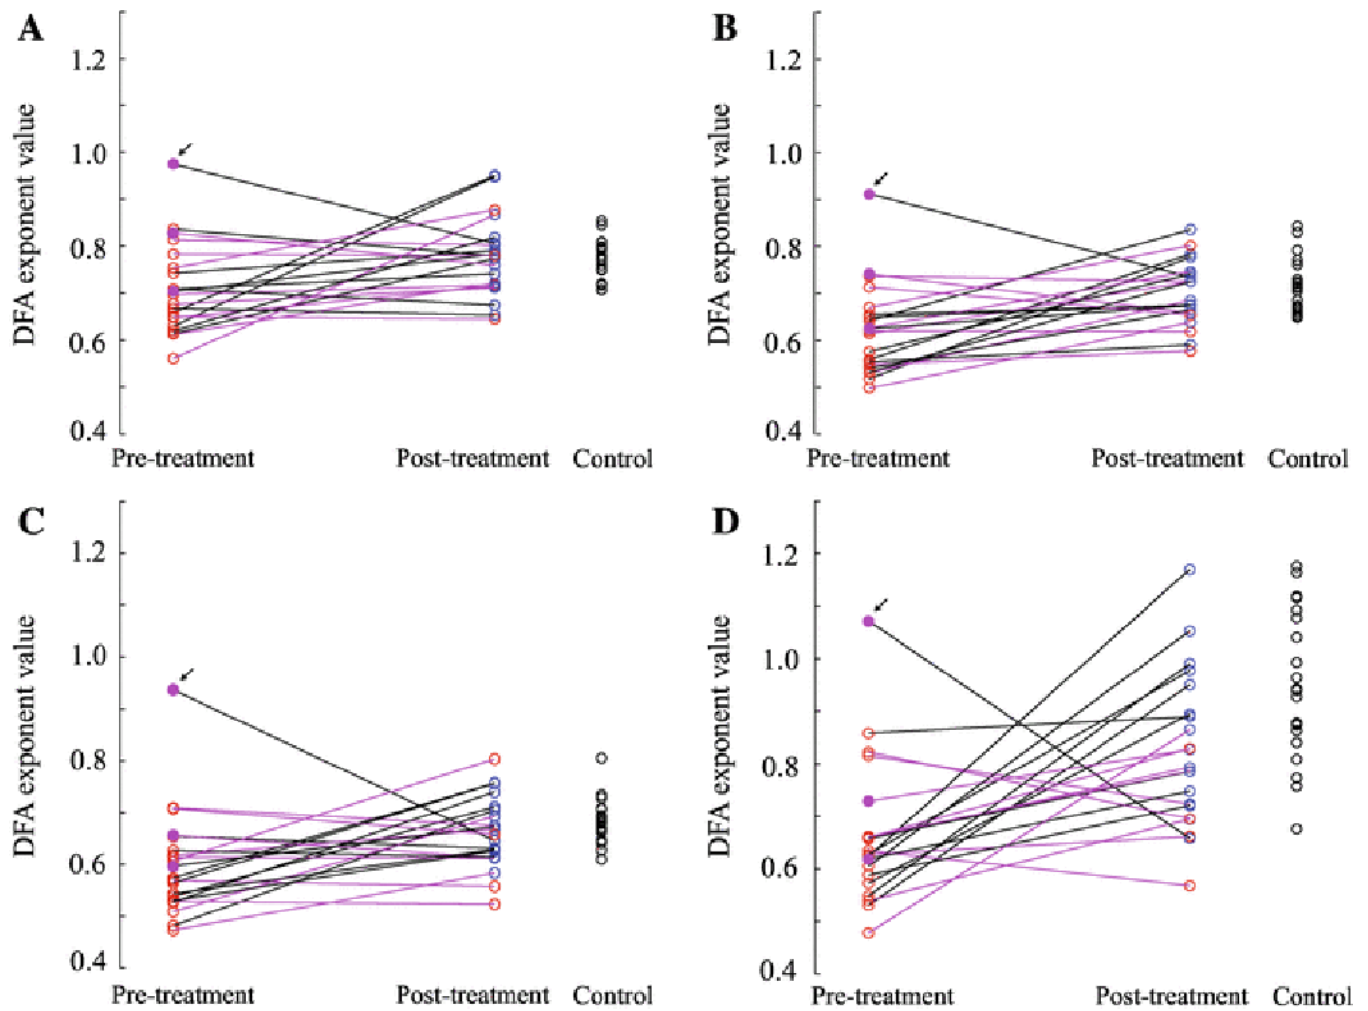 A
DFA exponent value
1.2
1.0
0.8
0.6
0.4
Pre-treatment Post-treatment Control
B
DFA exponent value
1.2
1.0
0.8
0.6
0.4
Pre-treatment Post-treatment Control
C
DFA exponent value
1.2
1.0
0.8
0.6
0.4
Pre-treatment Post-treatment Control
D
DFA exponent value
1.2
1.0
0.8
0.6
0.4
Pre-treatment Post-treatment Control